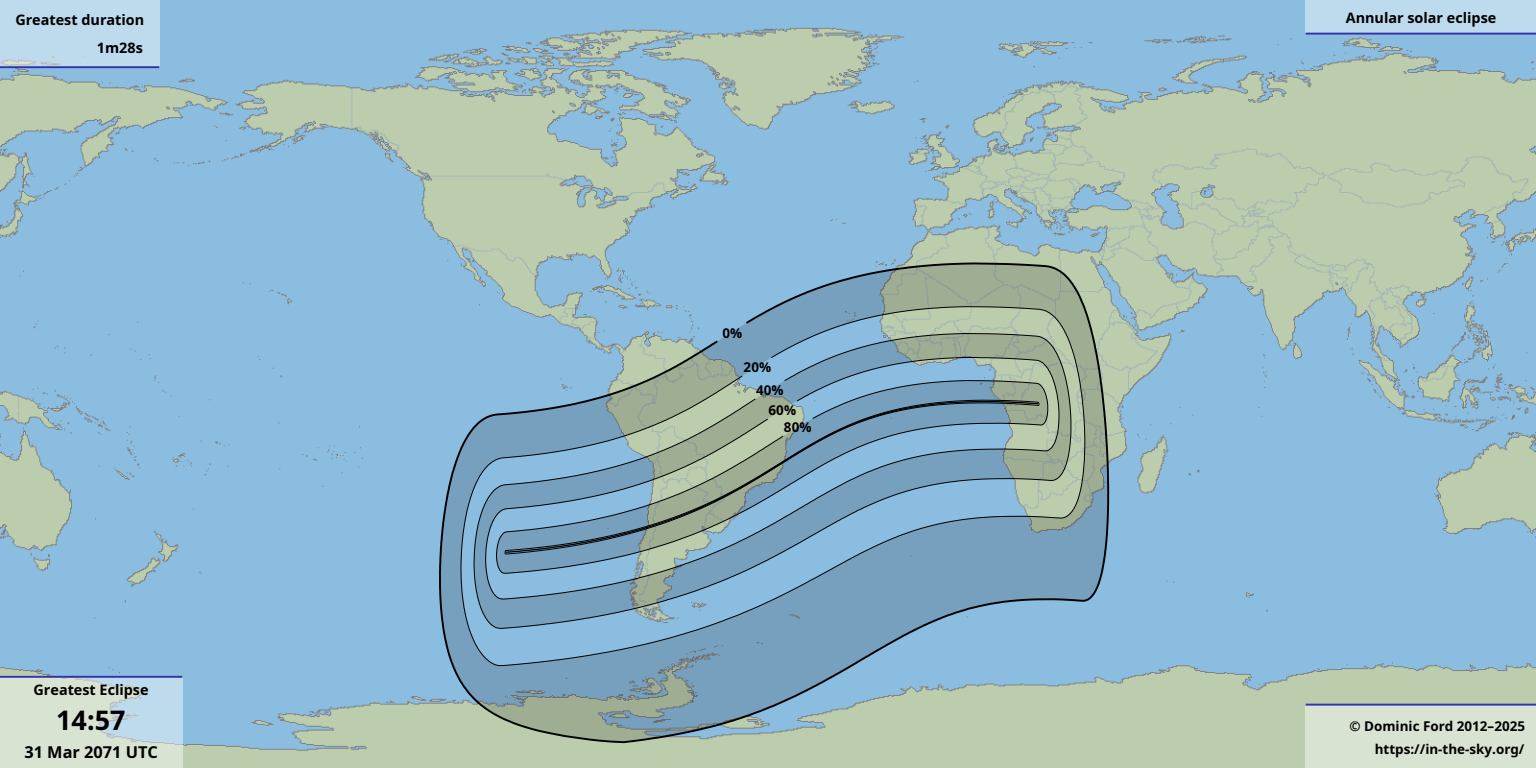 Greatest duration
1m28s
Annular solar eclipse
0%
20%
40%
60%
80%
Greatest Eclipse
14:57
31 Mar 2071 UTC
© Dominic Ford 2012–2025
https://in-the-sky.org/